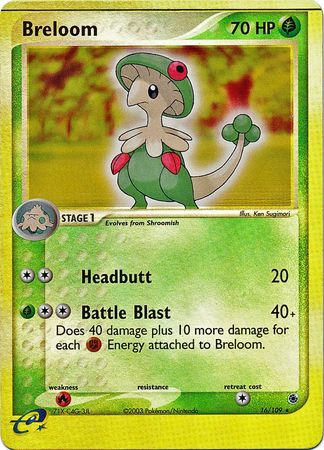 Breloom 70 HP
Illus. Ken Sugimori
STAGE 1
Evolves from Shroomish
Headbutt 20
Battle Blast 40+
Does 40 damage plus 10 more damage for
each Energy attached to Breloom.
weakness resistance retreat cost
©2003 Pokémon/Nintendo 16/109 ★
e